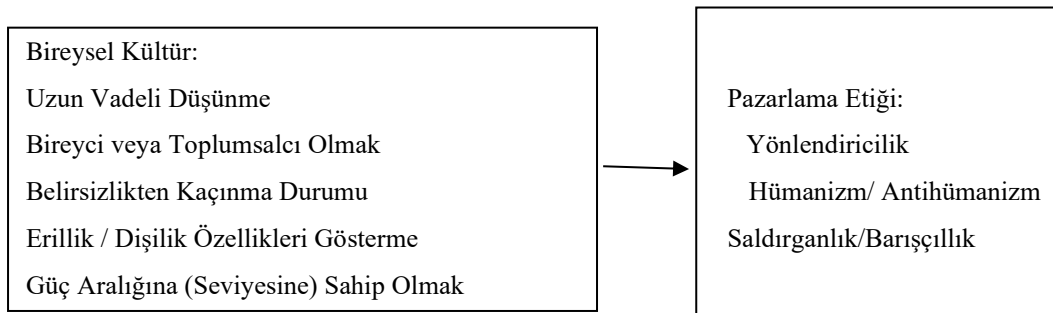 Bireysel Kültür:
Uzun Vadeli Düşünme
Bireyci veya Toplumsalcı Olmak
Belirsizlikten Kaçınma Durumu
Erillik / Dişilik Özellikleri Gösterme
Güç Aralığına (Seviyesine) Sahip Olmak
Pazarlama Etiği:
Yönlendiricilik
Hümanizm/ Antihümanizm
Saldırganlık/Barışçıllık